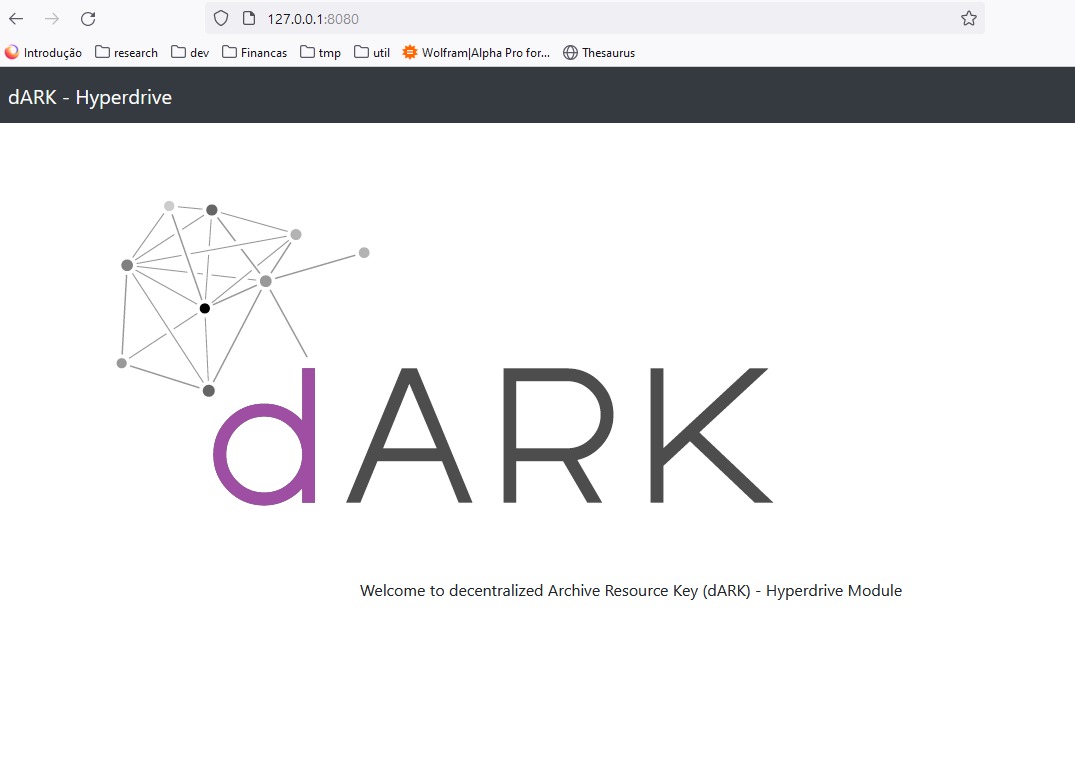 127.0.0.1:8080
Introdução research dev Financas tmp util Wolfram|Alpha Pro for... Thesaurus
dARK - Hyperdrive
dARK
Welcome to decentralized Archive Resource Key (dARK) - Hyperdrive Module